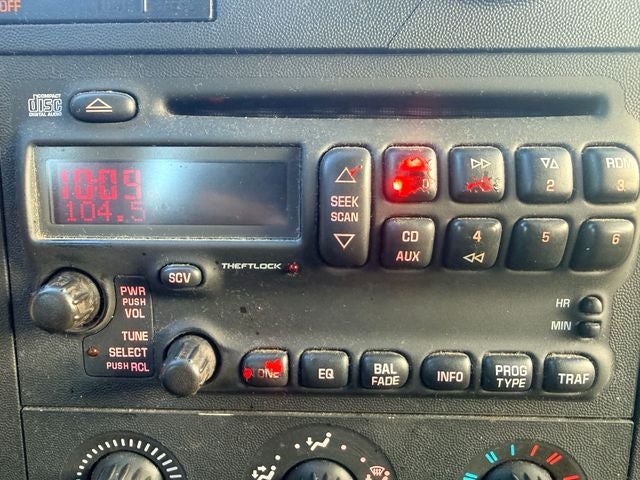 OFF
COMPACT
disc
DIGITAL AUDIO
1009
104.5
SEEK
SCAN
2
RDM
3
CD
AUX
4
5
6
SCV
THEFTLOCK
PWR
PUSH
VOL
TUNE
SELECT
PUSH RCL
HR
MIN
EQ
BAL
FADE
INFO
PROG
TYPE
TRAF